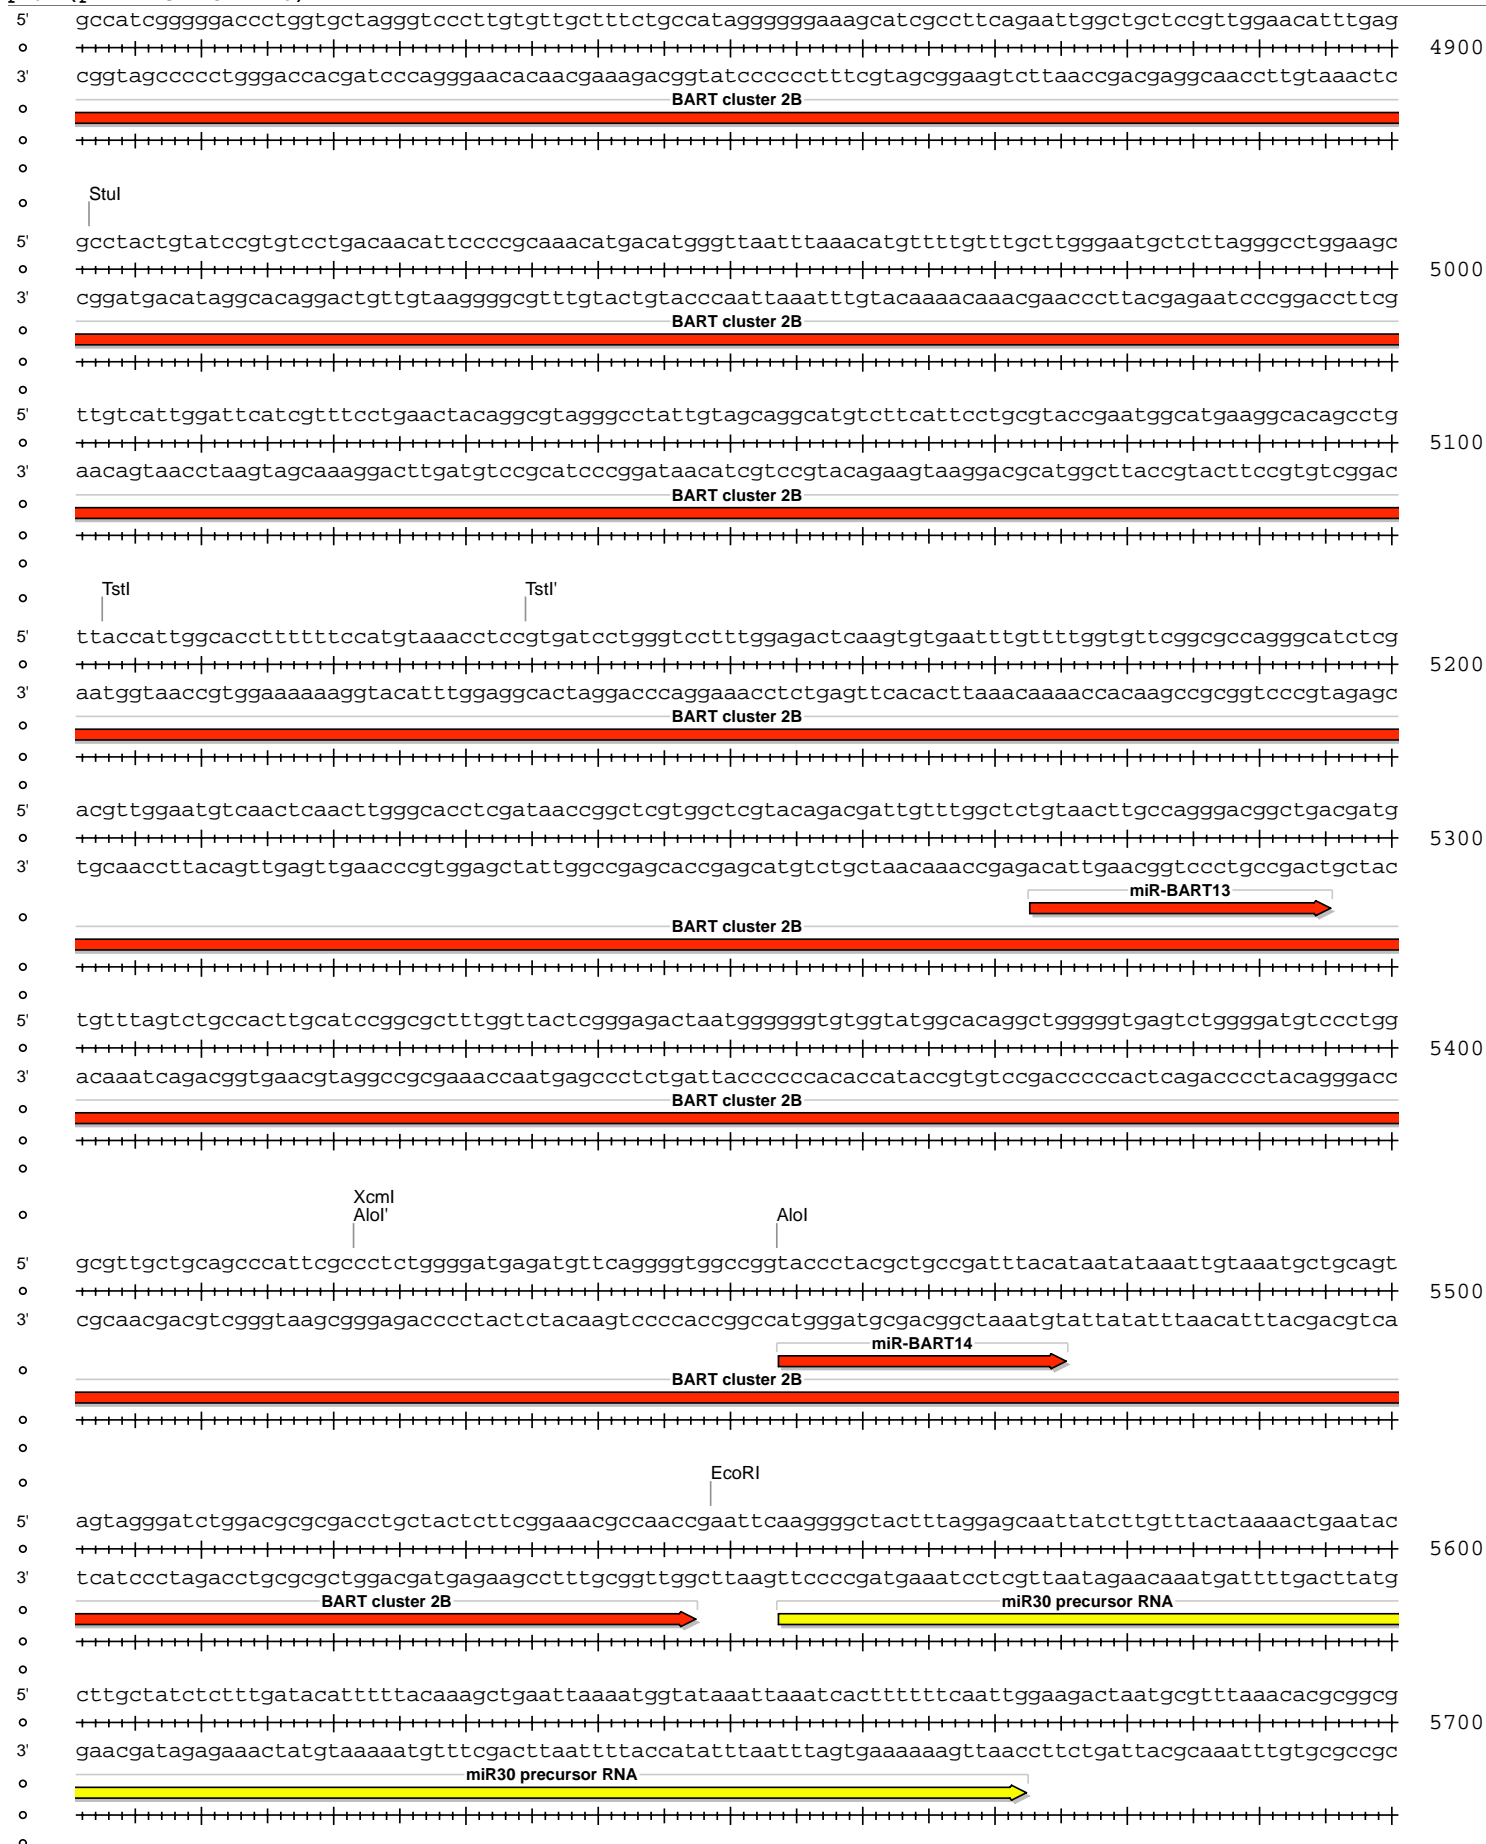 5' gccatcgggggaccctggtgctagggtcccttgtgttgctttctgccatagggggggaaagcatcgccttcagaattggctgctccgttggaacatttgag
4900
3' cggtagccccctgggaccacgatcccagggaacacaacgaaagacggtatccccccctttcgtagcggaagtcttaaccgacgaggcaaccttgtaaactc
BART cluster 2B
StuI
5' gcctactgtatccgtgtcctgacaacattccccgcaaacatgacatgggttaatttaaacatgttttgtttgcttgggaatgctcttagggcctggaagc
5000
3' cggatgacataggcacaggactgttgtaaggggcgtttgtactgtacccaattaaatttgtacaaaacaaacgaacccttacgagaatcccggaccttcg
BART cluster 2B
5' ttgtcattggattcatcgtttcctgaactacaggcgtagggcctattgtagcaggcatgtcttcattcctgcgtaccgaatggcatgaaggcacagcctg
5100
3' aacagtaacctaagtagcaaaggacttgatgtccgcatcccggataacatcgtccgtacagaagtaaggacgcatggcttaccgtacttccgtgtcggac
BART cluster 2B
TstI TstI'
5' ttaccattggcaccttttttccatgtaaacctccgtgatcctgggtcctttggagactcaagtgtgaatttgttttggtgttcggcgccagggcatctcg
5200
3' aatggtaaccgtggaaaaaaggtacatttggaggcactaggacccaggaaacctctgagttcacacttaaacaaaaccacaagccgcggtcccgtagagc
BART cluster 2B
5' acgttggaatgtcaactcaacttgggcacctcgataaccggctcgtggctcgtacagacgattgtttggctctgtaacttgccagggacggctgacgatg
5300
3' tgcaaccttacagttgagttgaacccgtggagctattggccgagcaccgagcatgtctgctaacaaaccgagacattgaacggtccctgccgactgctac
miR-BART13
BART cluster 2B
5' tgtttagtctgccacttgcatccggcgctttggttactcgggagactaatggggggtgtggtatggcacaggctgggggtgagtctggggatgtccctgg
5400
3' acaaatcagacggtgaacgtaggccgcgaaaccaatgagccctctgattaccccccacaccataccgtgtccgacccccactcagacccctacagggacc
BART cluster 2B
XcmI
AloI' AloI
5' gcgttgctgcagcccattcgccctctggggatgagatgttcaggggtggccggtaccctacgctgccgatttacataatataaattgtaaatgctgcagt
5500
3' cgcaacgacgtcgggtaagcgggagacccctactctacaagtccccaccggccatgggatgcgacggctaaatgtattatatttaacatttacgacgtca
miR-BART14
BART cluster 2B
EcoRI
5' agtagggatctggacgcgcgacctgctactcttcggaaacgccaaccgaattcaaggggctactttaggagcaattatcttgtttactaaaactgaatac
5600
3' tcatccctagacctgcgcgctggacgatgagaagcctttgcggttggcttaagttccccgatgaaatcctcgttaatagaacaaatgattttgacttatg
BART cluster 2B miR30 precursor RNA
5' cttgctatctctttgatacatttttacaaagctgaattaaaatggtataaattaaatcacttttttcaattggaagactaatgcgtttaaacacgcggcg
5700
3' gaacgatagagaaactatgtaaaaatgtttcgacttaattttaccatatttaatttagtgaaaaaagttaaccttctgattacgcaaatttgtgcgccgc
miR30 precursor RNA